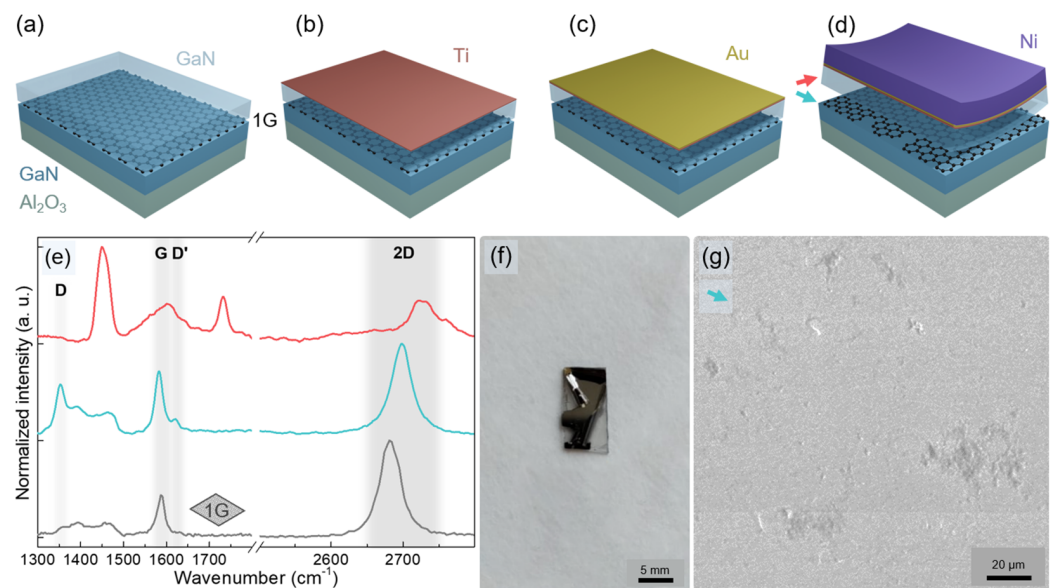 (a)
GaN
1G
GaN
Al₂O₃
(b)
Ti
(c)
Au
(d)
Ni
(e)
D
G D'
2D
1G
Normalized intensity (a. u.)
1300 1400 1500 1600 1700 2600 2700
Wavenumber (cm⁻¹)
(f)
5 mm
(g)
20 µm